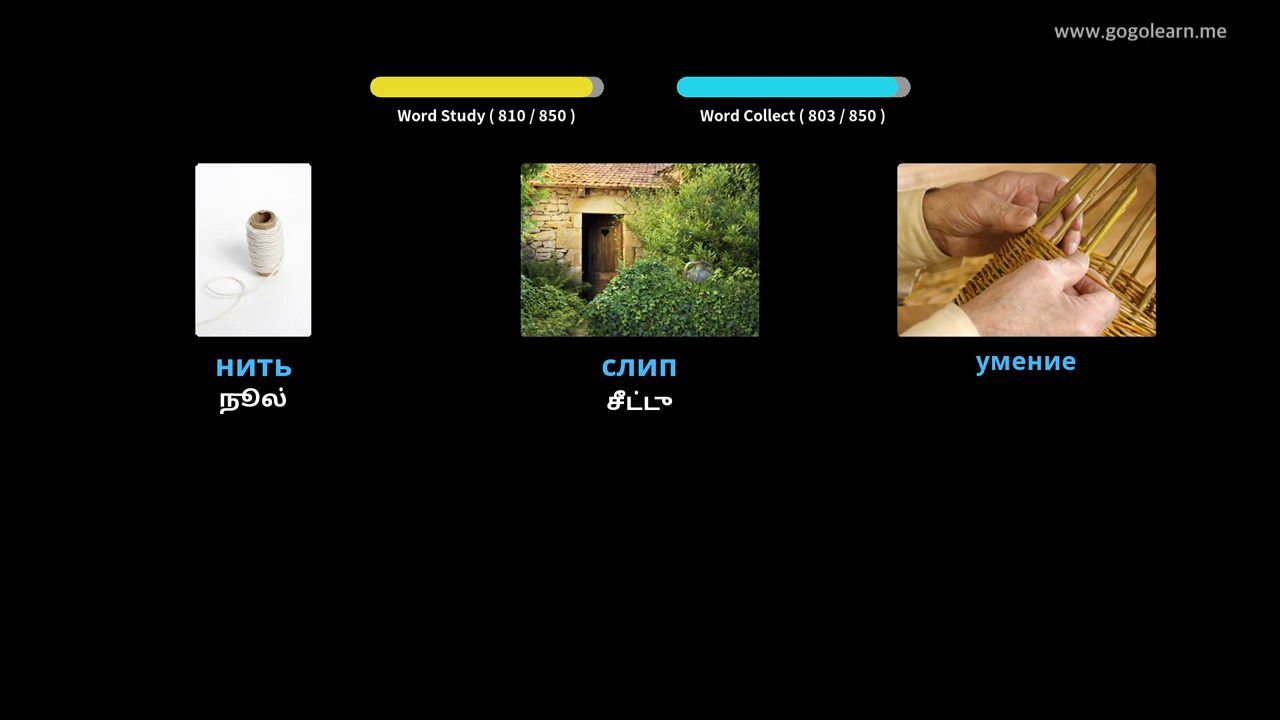 www.gogolearn.me
Word Study ( 810 / 850 )
Word Collect ( 803 / 850 )
нить
நூல்
слип
சீட்டு
умение